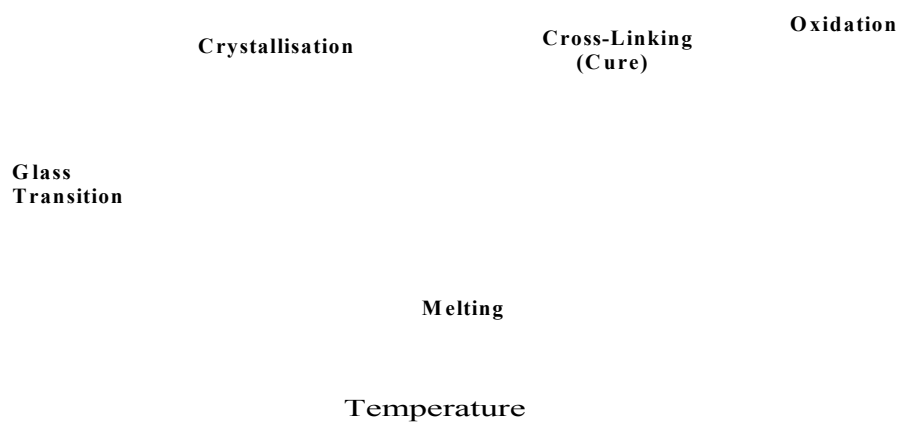 Oxidation
Crystallisation
Cross-Linking
(Cure)
Glass
Transition
Melting
Temperature